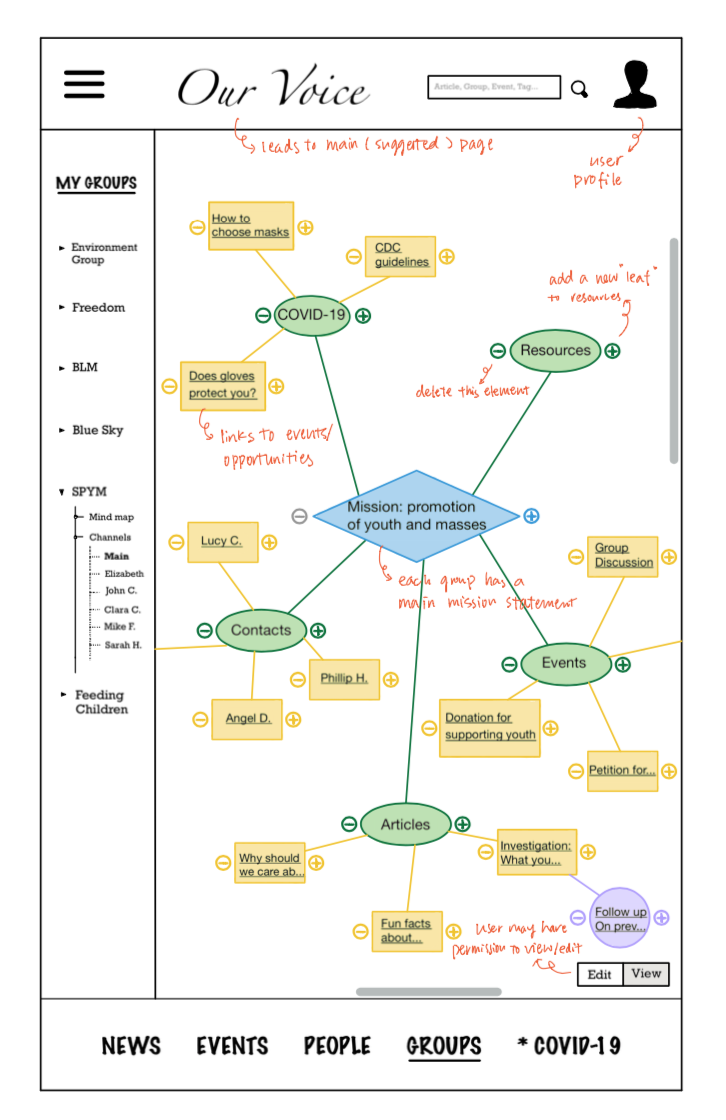 Our Voice
Article, Group, Event, Tag...
leads to main (suggested) page
user
profile
MY GROUPS
Environment
Group
Freedom
BLM
Blue Sky
SPYM
Mind map
Channels
Main
Elizabeth
John C.
Clara C.
Mike F.
Sarah H.
Feeding
Children
How to
choose masks
CDC
guidelines
COVID-19
Does gloves
protect you?
links to events/
opportunities
add a new "leaf"
to resources
Resources
delete this element
Mission: promotion
of youth and masses
each group has a
main mission statement
Lucy C.
Contacts
Phillip H.
Angel D.
Group
Discussion
Events
Donation for
supporting youth
Petition for...
Articles
Why should
we care ab...
Fun facts
about...
Investigation:
What you...
Follow up
On prev...
User may have
permission to view/edit
Edit
View
NEWS
EVENTS
PEOPLE
GROUPS
* COVID-19